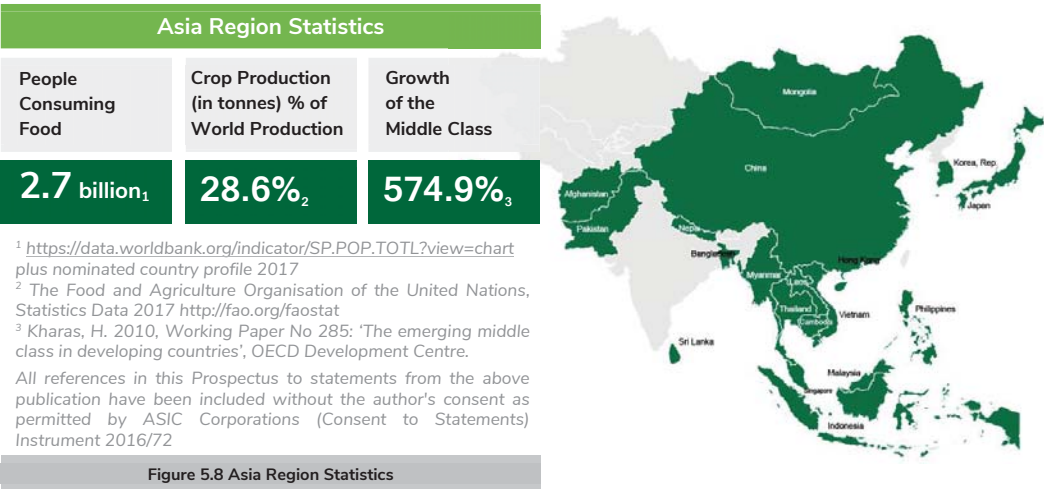 Asia Region Statistics
People
Consuming
Food
Crop Production
(in tonnes) % of
World Production
Growth
of the
Middle Class
2.7 billion1
28.6%2
574.9%3
1 https://data.worldbank.org/indicator/SP.POP.TOTL?view=chart
plus nominated country profile 2017
2 The Food and Agriculture Organisation of the United Nations,
Statistics Data 2017 http://fao.org/faostat
3 Kharas, H. 2010, Working Paper No 285: ‘The emerging middle
class in developing countries’, OECD Development Centre.
All references in this Prospectus to statements from the above
publication have been included without the author's consent as
permitted by ASIC Corporations (Consent to Statements)
Instrument 2016/72
Figure 5.8 Asia Region Statistics
Mongolia
China
Korea, Rep.
Japan
Afghanistan
Pakistan
Nepal
Bangladesh
Hong Kong
Myanmar
Laos
Thailand
Vietnam
Cambodia
Philippines
Sri Lanka
Malaysia
Singapore
Indonesia